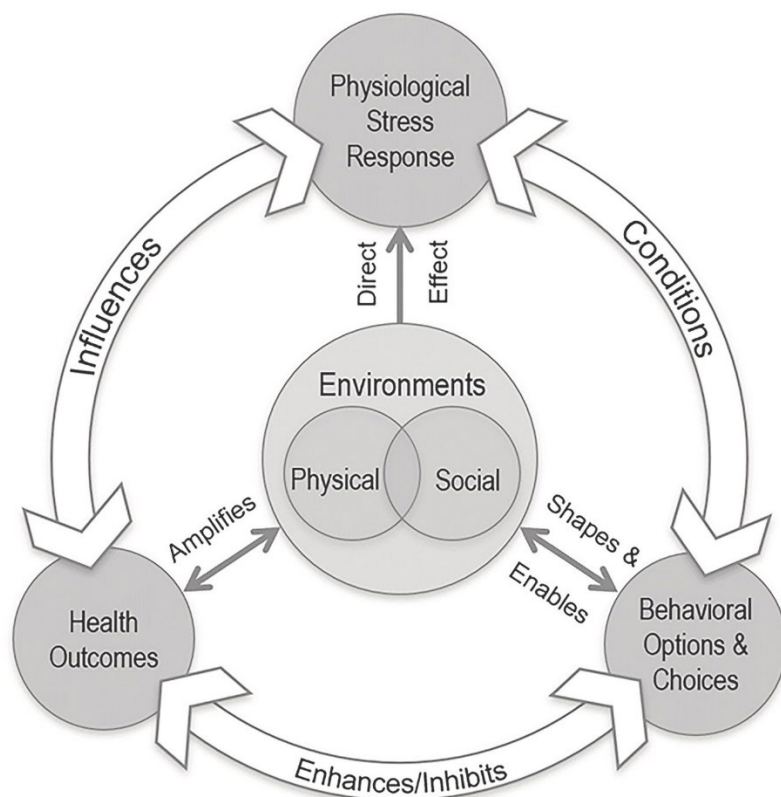 Physiological
Stress
Response
Influences
Conditions
Direct
Effect
Environments
Physical
Social
Amplifies
Shapes &
Enables
Health
Outcomes
Behavioral
Options &
Choices
Enhances/Inhibits